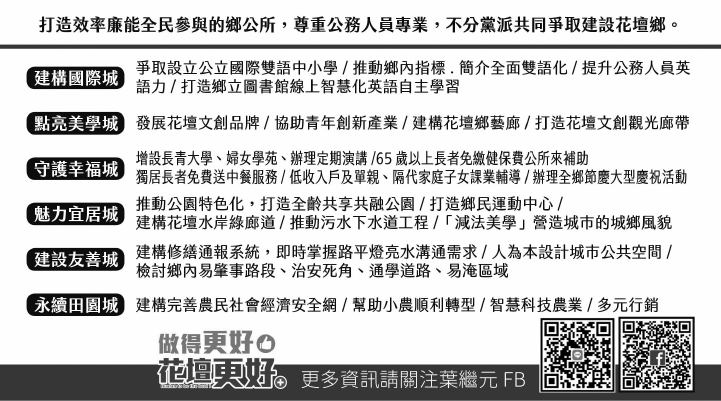 打造效率廉能全民參與的鄉公所，尊重公務人員專業，不分黨派共同爭取建設花壇鄉。
建構國際城
爭取設立公立國際雙語中小學 / 推動鄉內指標 . 簡介全面雙語化 / 提升公務人員英
語力 / 打造鄉立圖書館線上智慧化英語自主學習
點亮美學城
發展花壇文創品牌 / 協助青年創新產業 / 建構花壇鄉藝廊 / 打造花壇文創觀光廊帶
守護幸福城
增設長青大學、婦女學苑、辦理定期演講 /65 歲以上長者免繳健保費公所來補助
獨居長者免費送中餐服務 / 低收入戶及單親、隔代家庭子女課業輔導 / 辦理全鄉節慶大型慶祝活動
魅力宜居城
推動公園特色化，打造全齡共享共融公園 / 打造鄉民運動中心 /
建構花壇水岸綠廊道 / 推動污水下水道工程 /「減法美學」營造城市的城鄉風貌
建設友善城
建構修繕通報系統，即時掌握路平燈亮水溝通需求 / 人為本設計城市公共空間 /
檢討鄉內易肇事路段、治安死角、通學道路、易淹區域
永續田園城
建構完善農民社會經濟安全網 / 幫助小農順利轉型 / 智慧科技農業 / 多元行銷
做得更好
花壇更好
更多資訊請關注葉繼元 FB